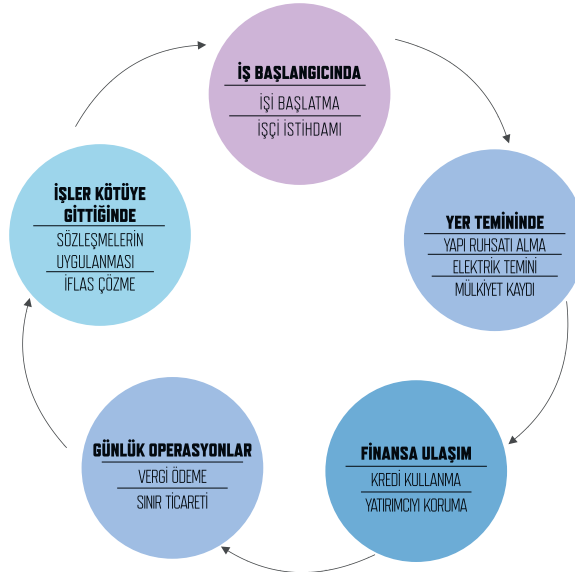 İŞ BAŞLANGICINDA
İŞİ BAŞLATMA
İŞÇİ İSTİHDAMI
YER TEMİNİNDE
YAPI RUHSATI ALMA
ELEKTRİK TEMİNİ
MÜLKİYET KAYDI
FİNANSA ULAŞIM
KREDİ KULLANMA
YATIRIMCIYI KORUMA
GÜNLÜK OPERASYONLAR
VERGİ ÖDEME
SINIR TİCARETİ
İŞLER KÖTÜYE
GİTTİĞİNDE
SÖZLEŞMELERİN
UYGULANMASI
İFLAS ÇÖZME